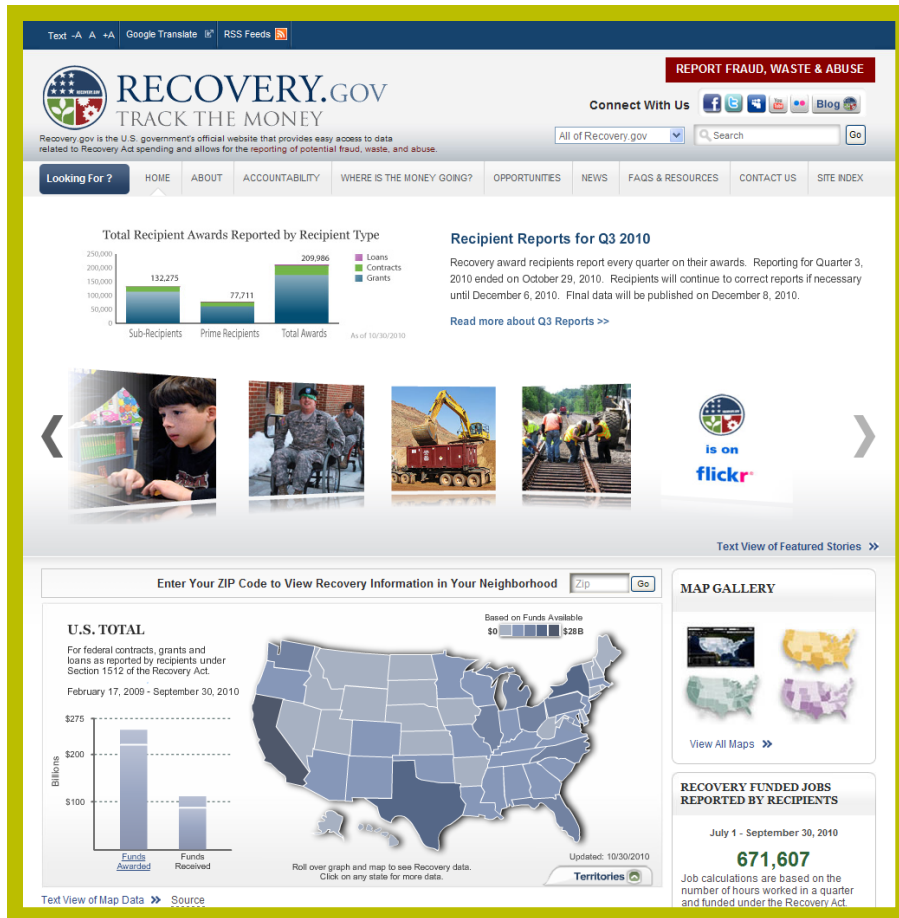 Text -A A +A Google Translate RSS Feeds
REPORT FRAUD, WASTE & ABUSE
RECOVERY.GOV
TRACK THE MONEY
Connect With Us Blog
Recovery.gov is the U.S. government's official website that provides easy access to data
related to Recovery Act spending and allows for the reporting of potential fraud, waste, and abuse.
All of Recovery.gov Search Go
Looking For ? HOME ABOUT ACCOUNTABILITY WHERE IS THE MONEY GOING? OPPORTUNITIES NEWS FAQS & RESOURCES CONTACT US SITE INDEX
Total Recipient Awards Reported by Recipient Type
250,000
200,000
150,000
100,000
50,000
0
132,275
77,711
209,986
Loans
Contracts
Grants
Sub-Recipients Prime Recipients Total Awards
As of 10/30/2010
Recipient Reports for Q3 2010
Recovery award recipients report every quarter on their awards. Reporting for Quarter 3,
2010 ended on October 29, 2010. Recipients will continue to correct reports if necessary
until December 6, 2010. Final data will be published on December 8, 2010.
Read more about Q3 Reports >>
is on
flickr
Text View of Featured Stories »
Enter Your ZIP Code to View Recovery Information in Your Neighborhood Zip Go
U.S. TOTAL
For federal contracts, grants and
loans as reported by recipients under
Section 1512 of the Recovery Act.
February 17, 2009 - September 30, 2010
Based on Funds Available
$0 $28B
$275
$200
$100
Billions
Funds
Awarded
Funds
Received
Roll over graph and map to see Recovery data.
Click on any state for more data.
Updated: 10/30/2010
Territories
Text View of Map Data » Source
MAP GALLERY
View All Maps »
RECOVERY FUNDED JOBS
REPORTED BY RECIPIENTS
July 1 - September 30, 2010
671,607
Job calculations are based on the
number of hours worked in a quarter
and funded under the Recovery Act.